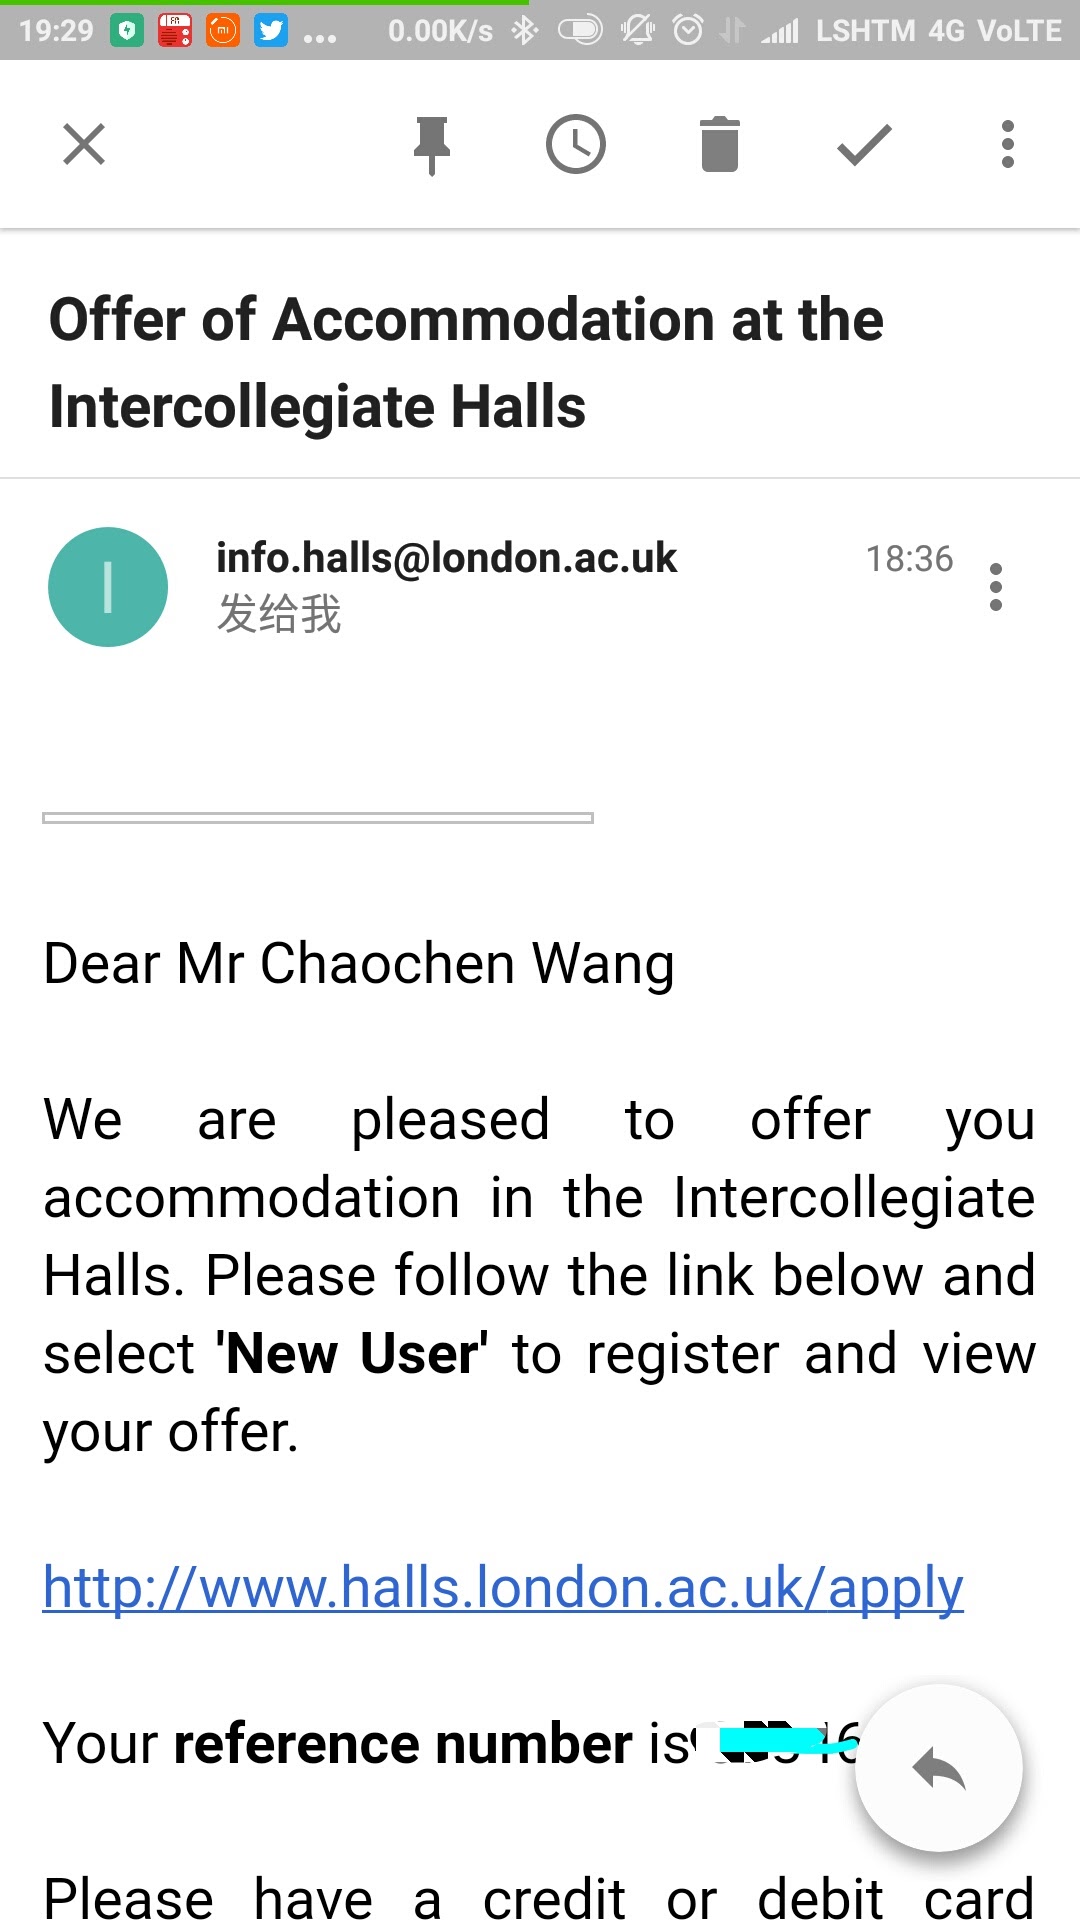 19:29 ... 0.00K/s LSHTM 4G VoLTE
Offer of Accommodation at the
Intercollegiate Halls
I
info.halls@london.ac.uk 18:36
发给我
Dear Mr Chaochen Wang
We are pleased to offer you
accommodation in the Intercollegiate
Halls. Please follow the link below and
select 'New User' to register and view
your offer.
http://www.halls.london.ac.uk/apply
Your reference number is
Please have a credit or debit card